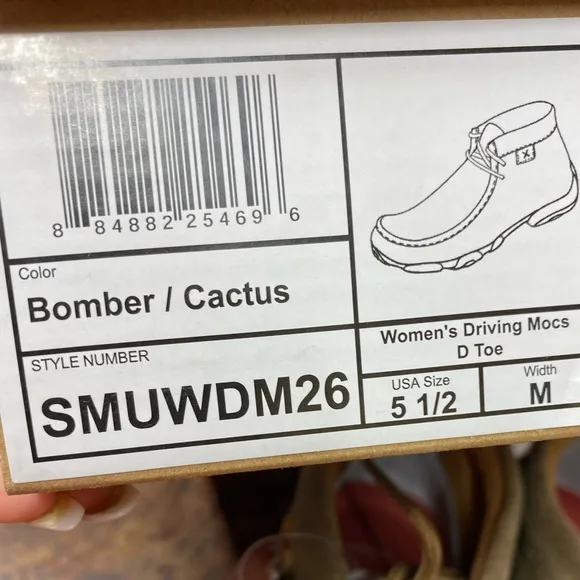 8 84882 25469 6
Color
Bomber / Cactus
STYLE NUMBER
SMUWDM26
X
Women's Driving Mocs
D Toe
USA Size
5 1/2
Width
M